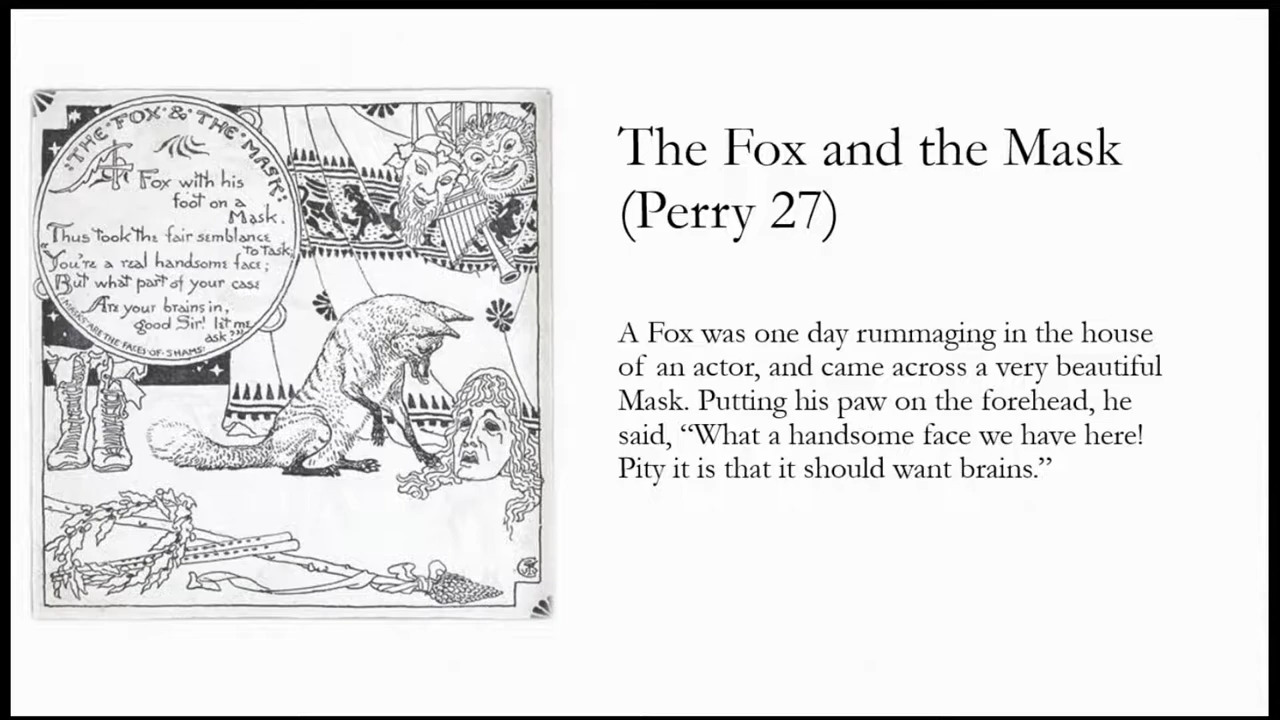 ·THE·FOX·&·THE·MASK:
A Fox with his
foot on a
Mask.
Thus took the fair semblance
to task;
"You're a real handsome face;
But what part of your case
Are your brains in,
good Sir! let me
ask?"
MASKS·ARE·THE·FACES·OF·SHAMS·
The Fox and the Mask
(Perry 27)
A Fox was one day rummaging in the house
of an actor, and came across a very beautiful
Mask. Putting his paw on the forehead, he
said, “What a handsome face we have here!
Pity it is that it should want brains.”